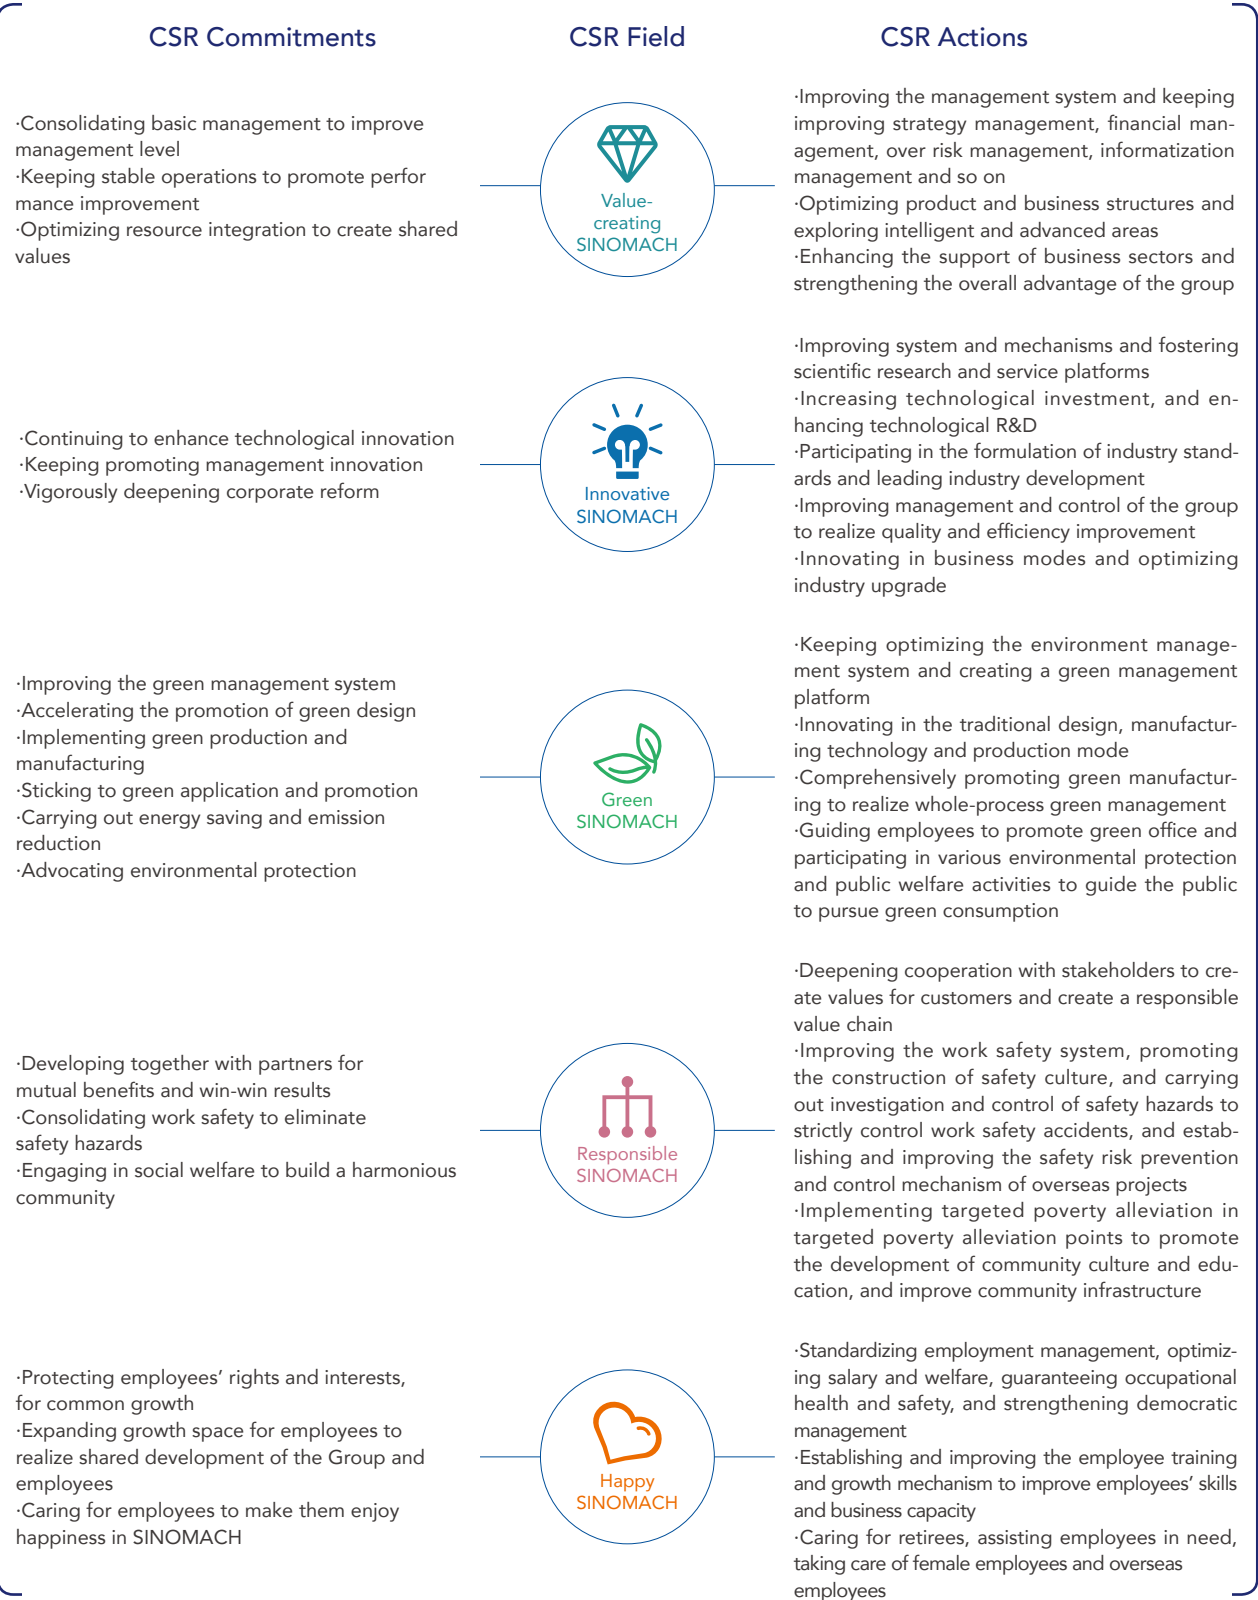 CSR Commitments
CSR Field
CSR Actions
·Consolidating basic management to improve
management level
·Keeping stable operations to promote perfor
mance improvement
·Optimizing resource integration to create shared
values
Value-
creating
SINOMACH
·Improving the management system and keeping
improving strategy management, financial man-
agement, over risk management, informatization
management and so on
·Optimizing product and business structures and
exploring intelligent and advanced areas
·Enhancing the support of business sectors and
strengthening the overall advantage of the group
·Continuing to enhance technological innovation
·Keeping promoting management innovation
·Vigorously deepening corporate reform
Innovative
SINOMACH
·Improving system and mechanisms and fostering
scientific research and service platforms
·Increasing technological investment, and en-
hancing technological R&D
·Participating in the formulation of industry stand-
ards and leading industry development
·Improving management and control of the group
to realize quality and efficiency improvement
·Innovating in business modes and optimizing
industry upgrade
·Improving the green management system
·Accelerating the promotion of green design
·Implementing green production and
manufacturing
·Sticking to green application and promotion
·Carrying out energy saving and emission
reduction
·Advocating environmental protection
Green
SINOMACH
·Keeping optimizing the environment manage-
ment system and creating a green management
platform
·Innovating in the traditional design, manufactur-
ing technology and production mode
·Comprehensively promoting green manufactur-
ing to realize whole-process green management
·Guiding employees to promote green office and
participating in various environmental protection
and public welfare activities to guide the public
to pursue green consumption
·Developing together with partners for
mutual benefits and win-win results
·Consolidating work safety to eliminate
safety hazards
·Engaging in social welfare to build a harmonious
community
Responsible
SINOMACH
·Deepening cooperation with stakeholders to cre-
ate values for customers and create a responsible
value chain
·Improving the work safety system, promoting
the construction of safety culture, and carrying
out investigation and control of safety hazards to
strictly control work safety accidents, and estab-
lishing and improving the safety risk prevention
and control mechanism of overseas projects
·Implementing targeted poverty alleviation in
targeted poverty alleviation points to promote
the development of community culture and edu-
cation, and improve community infrastructure
·Protecting employees' rights and interests,
for common growth
·Expanding growth space for employees to
realize shared development of the Group and
employees
·Caring for employees to make them enjoy
happiness in SINOMACH
Happy
SINOMACH
·Standardizing employment management, optimiz-
ing salary and welfare, guaranteeing occupational
health and safety, and strengthening democratic
management
·Establishing and improving the employee training
and growth mechanism to improve employees' skills
and business capacity
·Caring for retirees, assisting employees in need,
taking care of female employees and overseas
employees